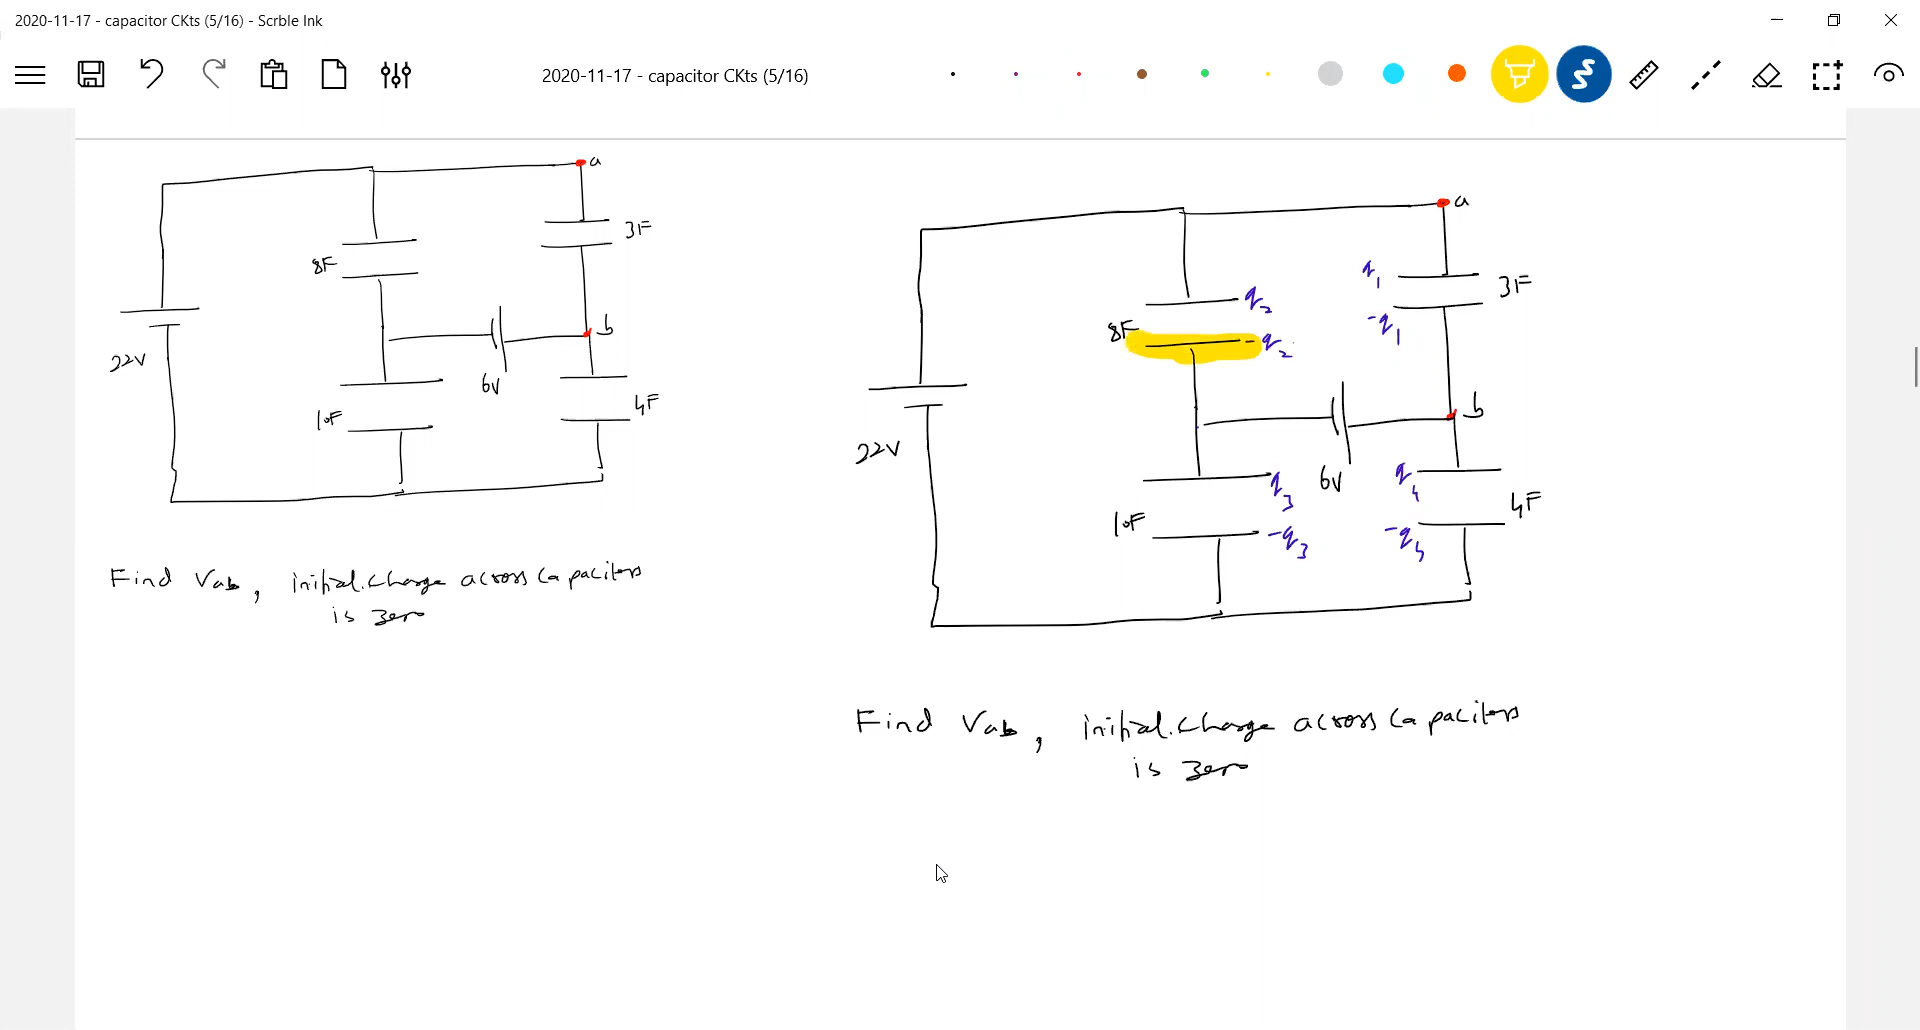 2020-11-17 - capacitor CKts (5/16) - Scrble Ink
2020-11-17 - capacitor CKts (5/16)
a
3F
8F
b
22V
6V
10F
4F
Find Vab, initial.charge across capacitors
is zero
a
q1
3F
q2
8F
-q2
-q1
b
22V
q3
6V
q4
10F
4F
-q3
-q4
Find Vab, initial.charge across capacitors
is zero